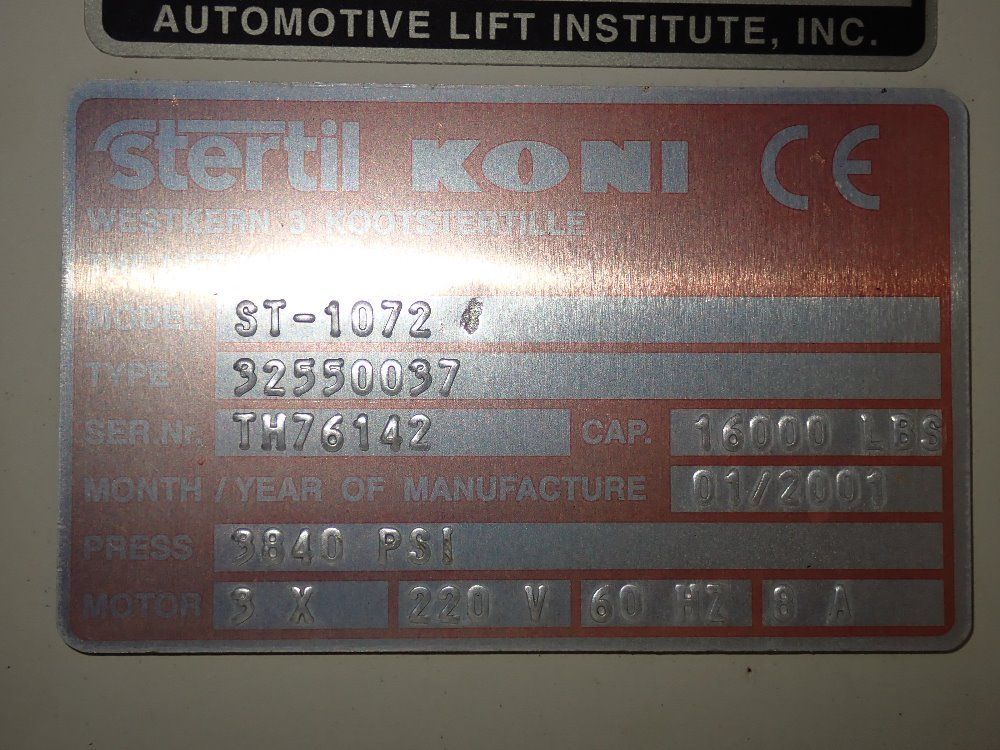 AUTOMOTIVE LIFT INSTITUTE, INC.
stertil KONI CE
WESTKERN 3 KOOTSTERTILLE
MODEL ST-1072
TYPE 32550037
SER.Nr. TH76142 CAP. 16000 LBS
MONTH / YEAR OF MANUFACTURE 01/2001
PRESS 3840 PSI
MOTOR 3 X 220 V 60 HZ 8 A